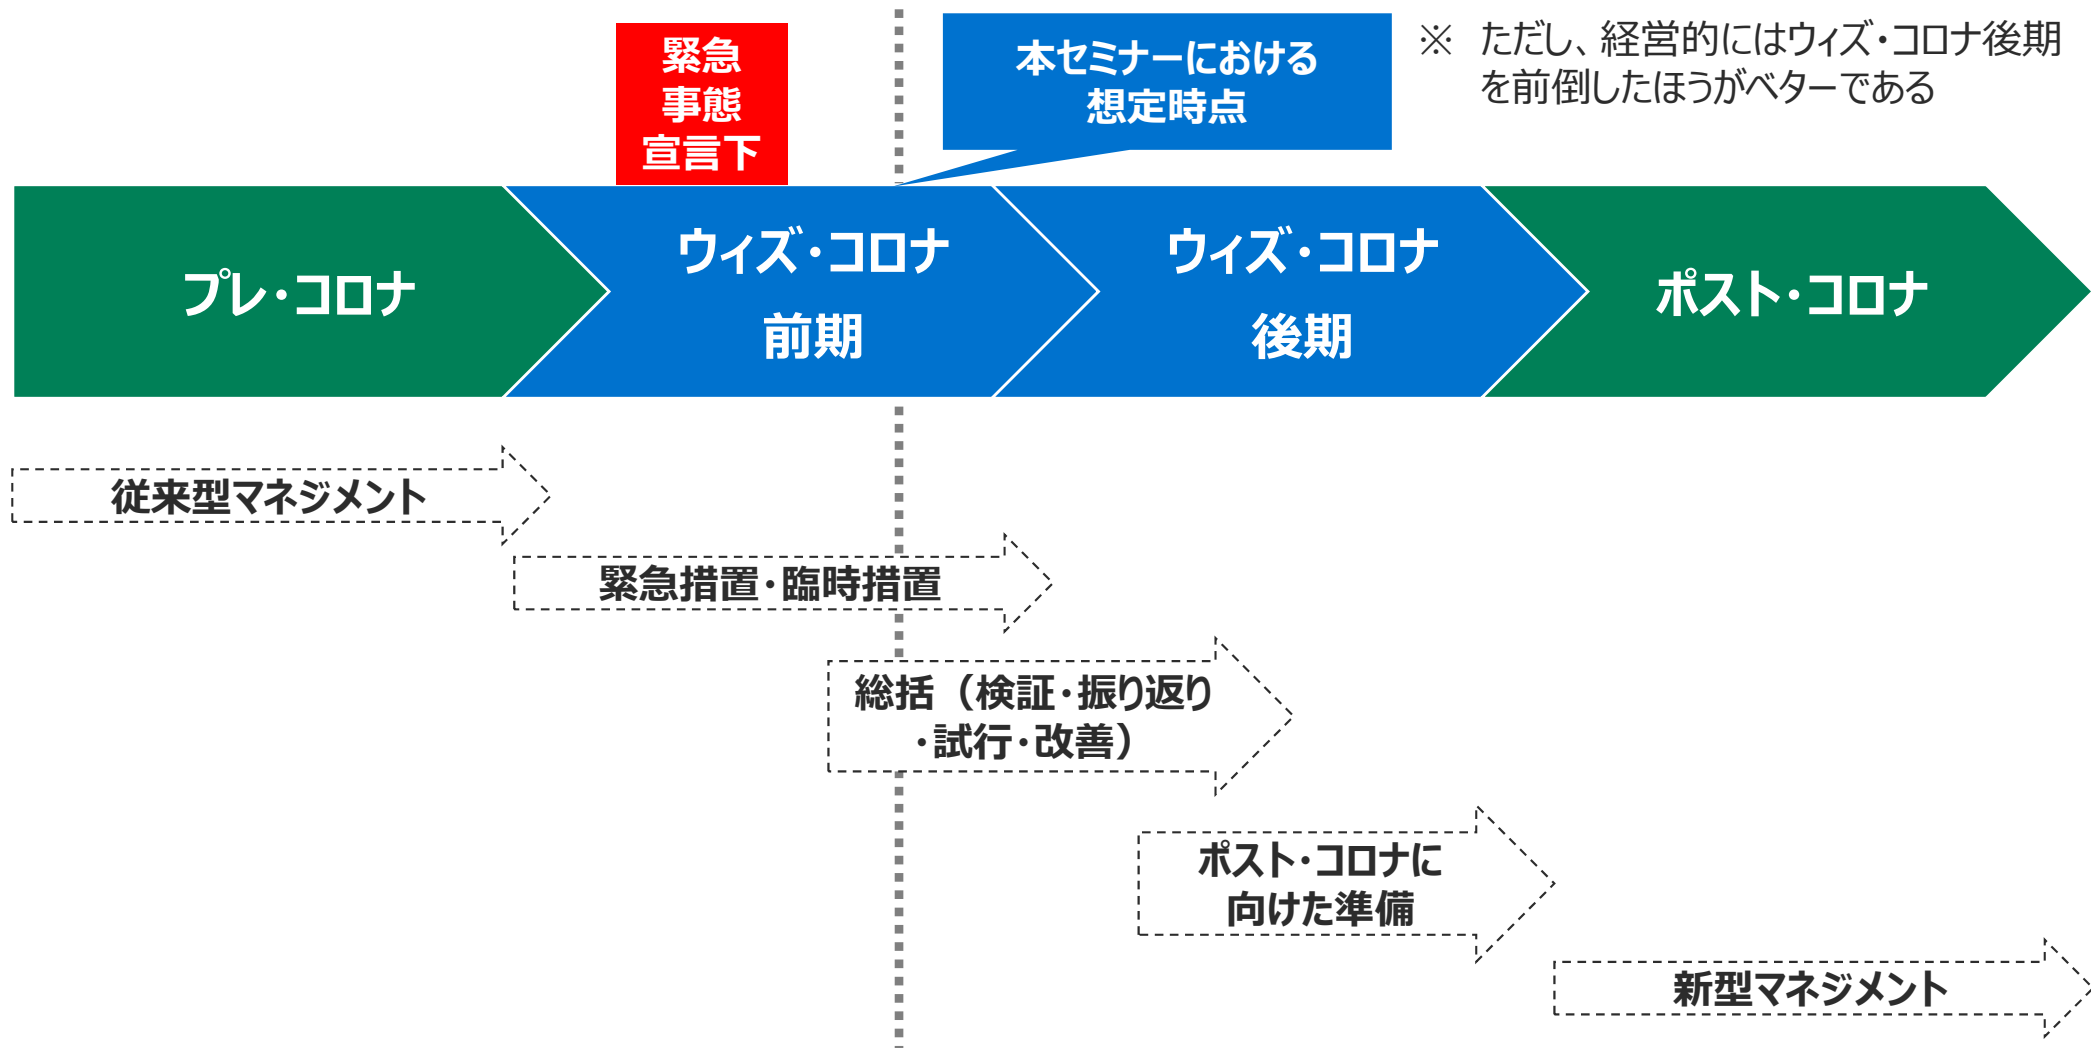 緊急
事態
宣言下
本セミナーにおける
想定時点
※ ただし、経営的にはウィズ・コロナ後期
を前倒したほうがベターである
プレ・コロナ
ウィズ・コロナ
前期
ウィズ・コロナ
後期
ポスト・コロナ
従来型マネジメント
緊急措置・臨時措置
総括（検証・振り返り
・試行・改善）
ポスト・コロナに
向けた準備
新型マネジメント